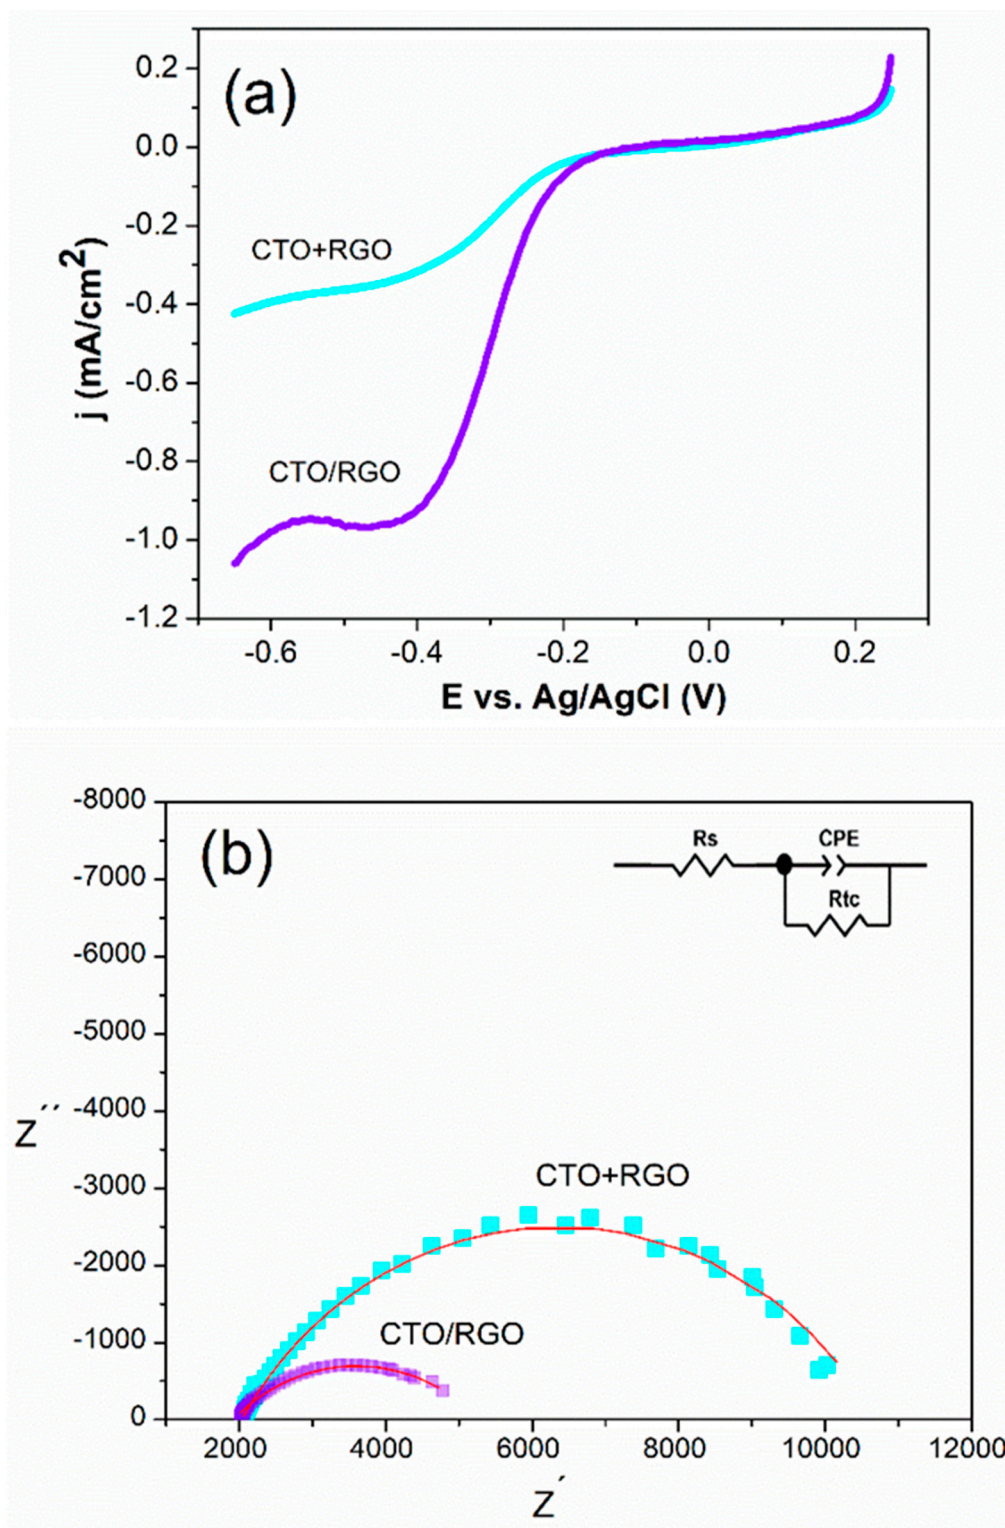 (a)
0.2
0.0
-0.2
-0.4
-0.6
-0.8
-1.0
-1.2
j (mA/cm²)
CTO+RGO
CTO/RGO
-0.6 -0.4 -0.2 0.0 0.2
E vs. Ag/AgCl (V)
(b)
-8000
-7000
-6000
-5000
-4000
-3000
-2000
-1000
0
Z´´
Rs CPE
Rtc
CTO+RGO
CTO/RGO
2000 4000 6000 8000 10000 12000
Z´